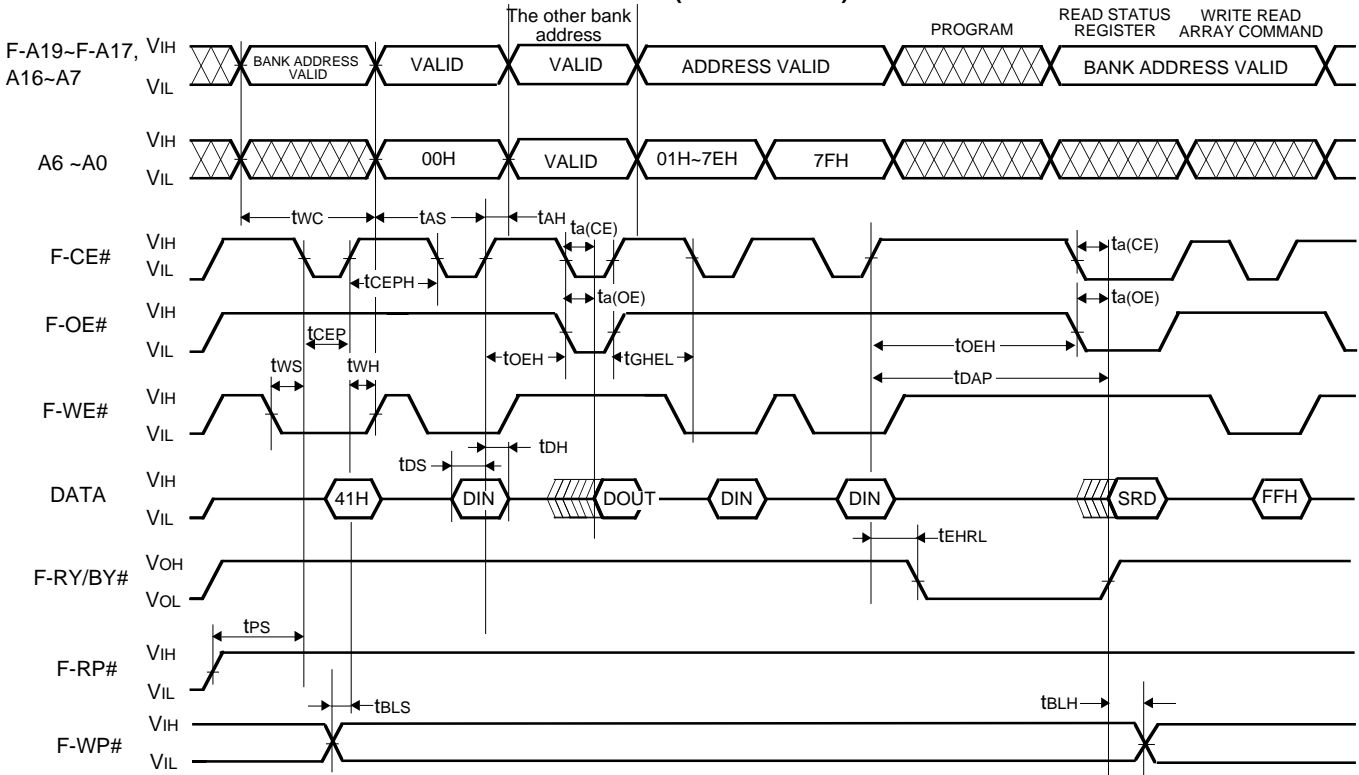 The other bank
address
PROGRAM
READ STATUS
REGISTER
WRITE READ
ARRAY COMMAND
F-A19~F-A17,
A16~A7
VIH
VIL
BANK ADDRESS
VALID
VALID
VALID
ADDRESS VALID
BANK ADDRESS VALID
A6 ~A0
VIH
VIL
00H
VALID
01H~7EH
7FH
tWC
tAS
tAH
F-CE#
VIH
VIL
ta(CE)
ta(CE)
tCEPH
F-OE#
VIH
VIL
ta(OE)
ta(OE)
tCEP
tOEH
tGHEL
tOEH
tWS
tWH
tDAP
F-WE#
VIH
VIL
tDS
tDH
DATA
VIH
VIL
41H
DIN
DOUT
DIN
DIN
SRD
FFH
tEHRL
F-RY/BY#
VOH
VOL
tPS
F-RP#
VIH
VIL
tBLS
tBLH
F-WP#
VIH
VIL